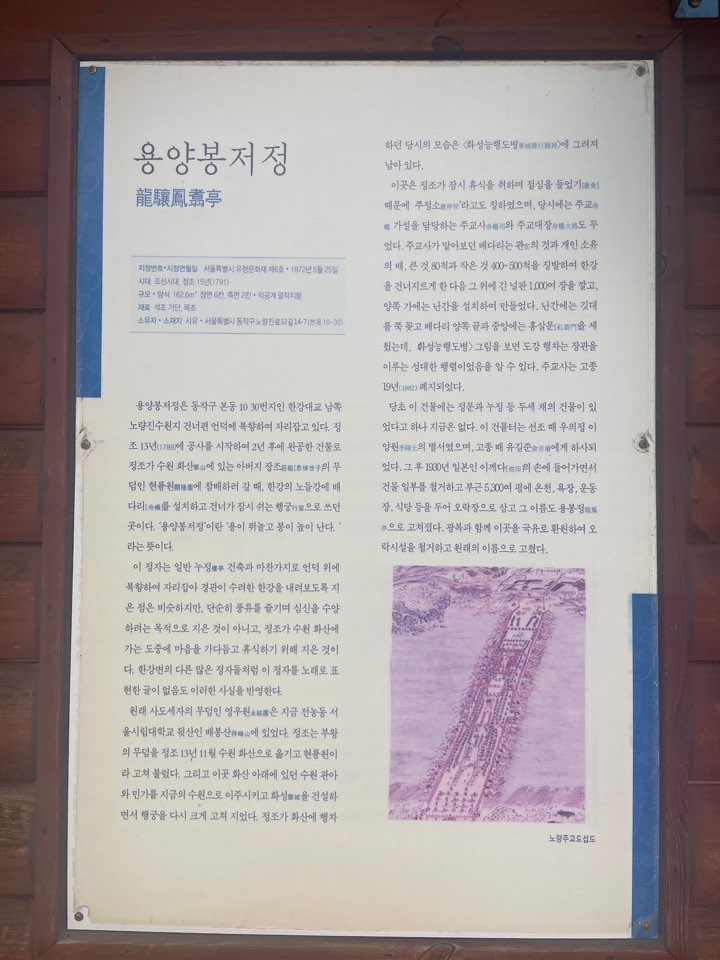 용양봉저정
龍驤鳳翥亭
지정번호•지정연월일 서울특별시 유형문화재 제6호 • 1972년 5월 25일
시대 조선시대, 정조 15년(1791)
규모 • 양식 162.6m² 정면 6칸, 측면 2칸 • 익공계 팔작지붕
재료 석조 기단, 목조
소유자 • 소재지 시유 • 서울특별시 동작구 노량진로32길 14-7(본동 10-30)
용양봉저정은 동작구 본동 10 30번지인 한강대교 남쪽
노량진수원지 건너편 언덕에 북향하여 자리잡고 있다. 정
조 13년(1789)에 공사를 시작하여 2년 후에 완공한 건물로
정조가 수원 화산華山에 있는 아버지 장조莊祖(思悼世子)의 무
덤인 현륭원顯隆園에 참배하러 갈 때, 한강의 노들강에 배
다리[舟橋]를 설치하고 건너가 잠시 쉬는 행궁行宮으로 쓰던
곳이다. '용양봉저정'이란 '용이 뛰놀고 봉이 높이 난다. '
라는 뜻이다.
이 정자는 일반 누정樓亭 건축과 마찬가지로 언덕 위에
북향하여 자리잡아 경관이 수려한 한강을 내려보도록 지
은 점은 비슷하지만, 단순히 풍류를 즐기며 심신을 수양
하려는 목적으로 지은 것이 아니고, 정조가 수원 화산에
가는 도중에 마음을 가다듬고 휴식하기 위해 지은 것이
다. 한강변의 다른 많은 정자들처럼 이 정자를 노래로 표
현한 글이 없음도 이러한 사실을 반영한다.
원래 사도세자의 무덤인 영우원永祐園은 지금 전농동 서
울시립대학교 뒷산인 배봉산拜峰山에 있었다. 정조는 부왕
의 무덤을 정조 13년 11월 수원 화산으로 옮기고 현륭원이
라 고쳐 불렀다. 그리고 이곳 화산 아래에 있던 수원 관아
와 민가를 지금의 수원으로 이주시키고 화성華城을 건설하
면서 행궁을 다시 크게 고쳐 지었다. 정조가 화산에 행차
하던 당시의 모습은 〈화성능행도병華城陵行圖屛〉에 그려져
남아 있다.
이곳은 정조가 잠시 휴식을 취하며 점심을 들었기[晝食]
때문에 '주정소晝停所'라고도 칭하였으며, 당시에는 주교舟
橋 가설을 담당하는 주교사舟橋司와 주교대장舟橋大將도 두
었다. 주교사가 맡아보던 배다리는 관官의 것과 개인 소유
의 배, 큰 것 80척과 작은 것 400~500척을 징발하여 한강
을 건너지르게 한 다음 그 위에 긴 널판 1,000여 장을 깔고,
양쪽 가에는 난간을 설치하여 만들었다. 난간에는 깃대
를 쭉 꽂고 배다리 양쪽 끝과 중앙에는 홍살문[紅箭門]을 세
웠는데, 〈화성능행도병〉 그림을 보면 도강 행차는 장관을
이루는 성대한 행렬이었음을 알 수 있다. 주교사는 고종
19년(1882) 폐지되었다.
당초 이 건물에는 정문과 누정 등 두세 채의 건물이 있
었다고 하나 지금은 없다. 이 건물터는 선조 때 우의정 이
양원李陽元의 별서였으며, 고종 때 유길준兪吉濬에게 하사되
었다. 그 후 1930년 일본인 이께다[池田]의 손에 들어가면서
건물 일부를 철거하고 부근 5,300여 평에 온천, 욕장, 운동
장, 식당 등을 두어 오락장으로 삼고 그 이름도 용봉정龍鳳
亭으로 고쳐졌다. 광복과 함께 이곳을 국유로 환원하여 오
락시설을 철거하고 원래의 이름으로 고쳤다.
노량주교도섭도